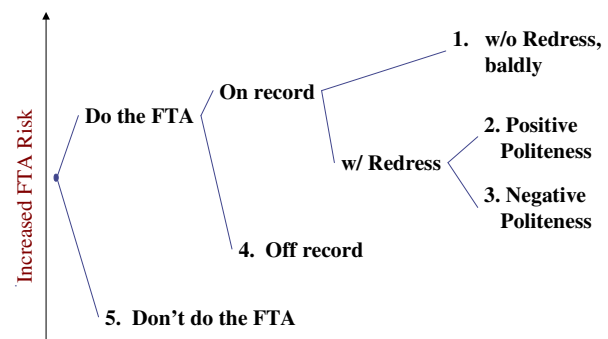 1. w/o Redress,
baldly
On record
Do the FTA
2. Positive
Politeness
w/ Redress
3. Negative
Politeness
4. Off record
5. Don't do the FTA
Increased FTA Risk